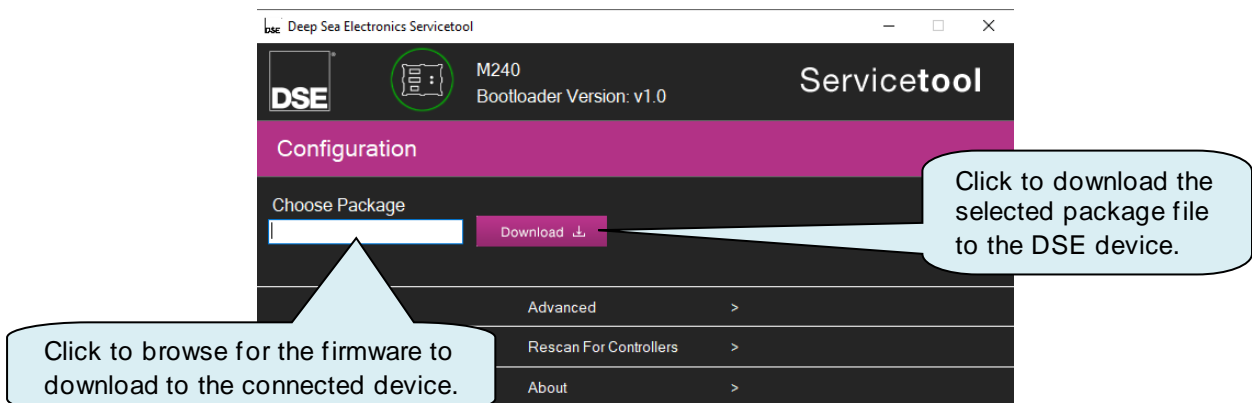 DSE Deep Sea Electronics Servicetool
DSE
M240
Bootloader Version: v1.0
Servicetool
Configuration
Choose Package
Download
Click to download the
selected package file
to the DSE device.
Advanced >
Click to browse for the firmware to
download to the connected device.
Rescan For Controllers >
About >